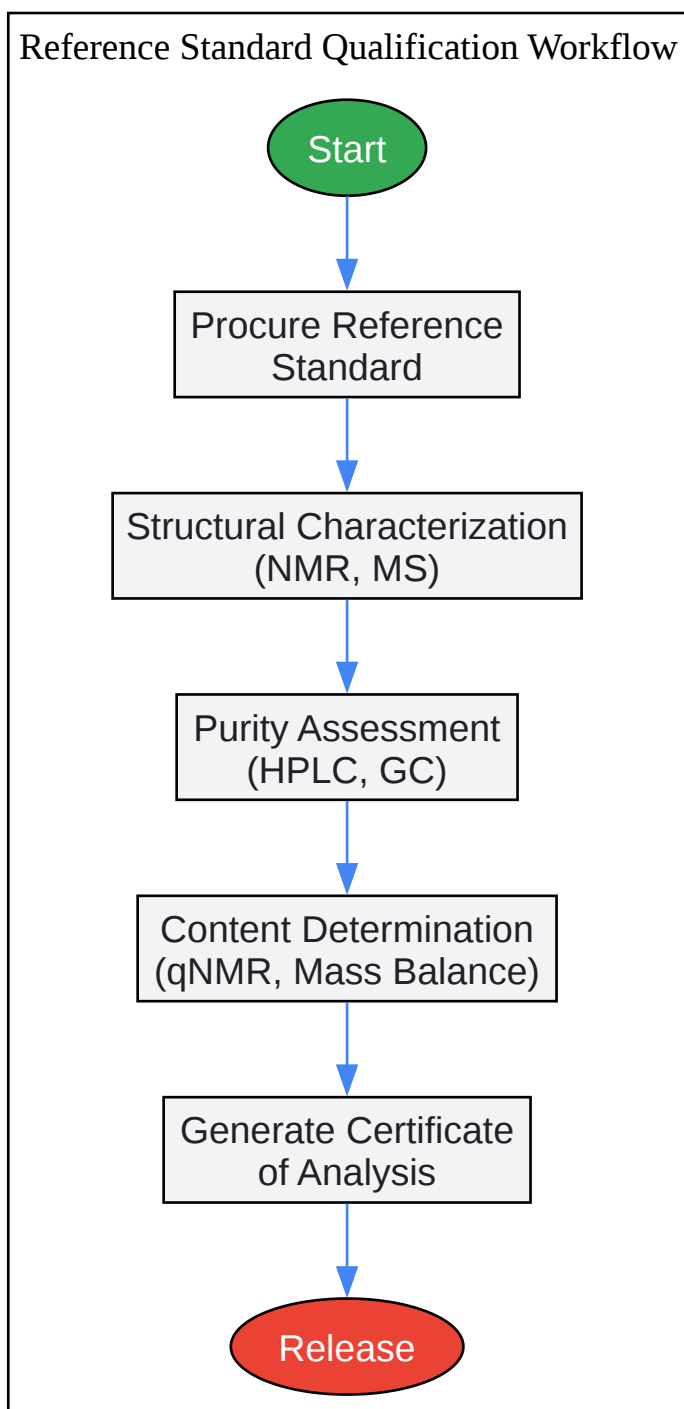 Reference Standard Qualification Workflow
Start
Procure Reference
Standard
Structural Characterization
(NMR, MS)
Purity Assessment
(HPLC, GC)
Content Determination
(qNMR, Mass Balance)
Generate Certificate
of Analysis
Release